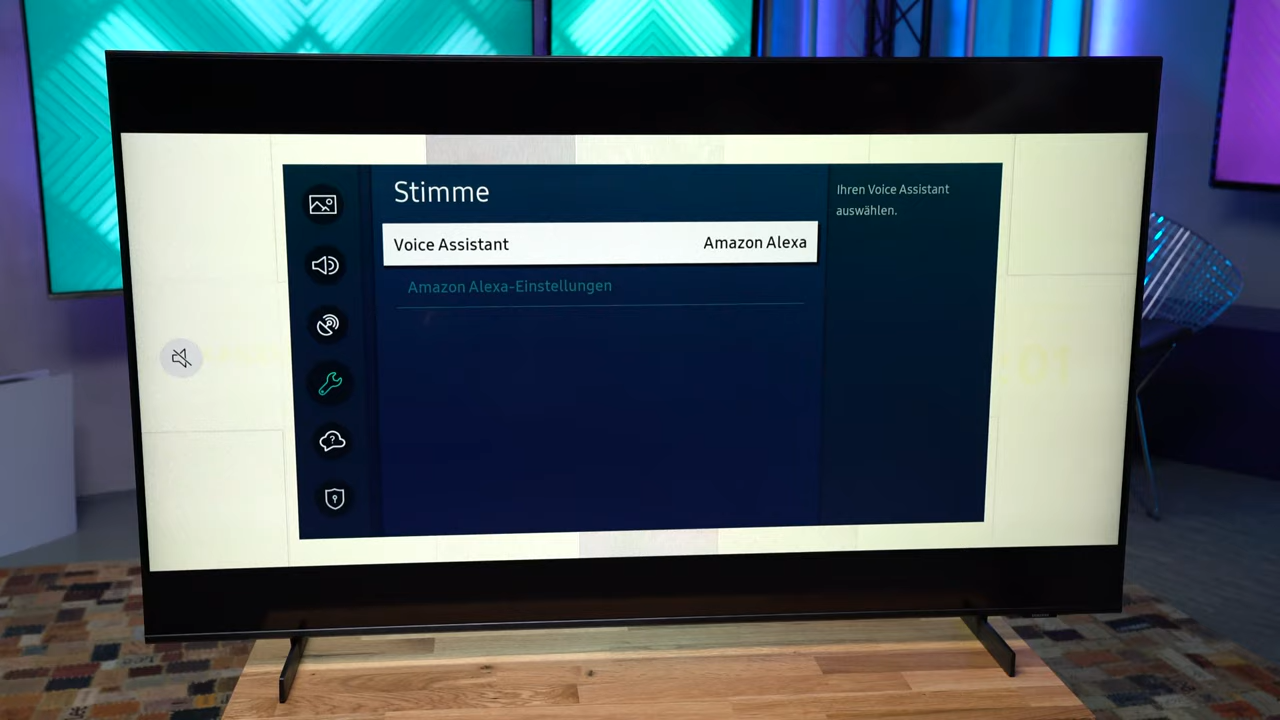 Stimme
Voice Assistant
Amazon Alexa
Amazon Alexa-Einstellungen
Ihren Voice Assistant
auswählen.
?